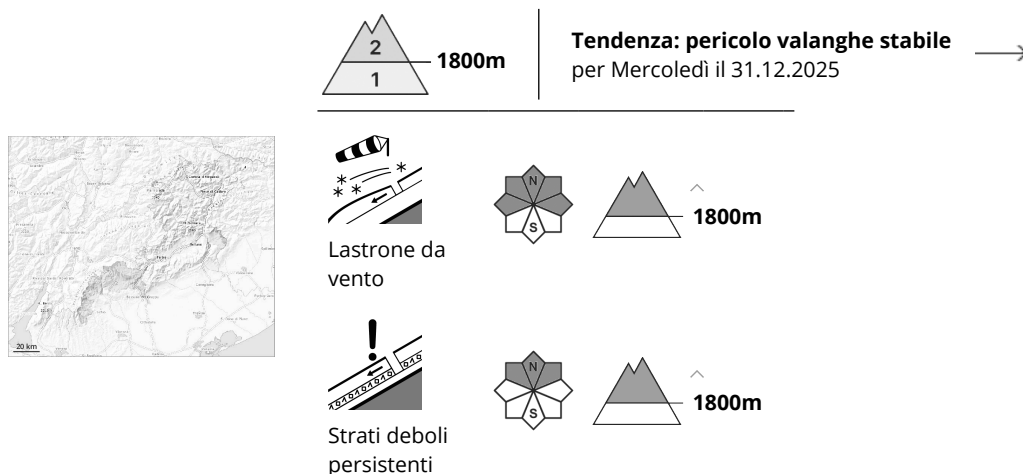 2
1
1800m
Tendenza: pericolo valanghe stabile
per Mercoledì il 31.12.2025
20 km
Lastrone da
vento
N
S
1800m
Strati deboli
persistenti
N
S
1800m